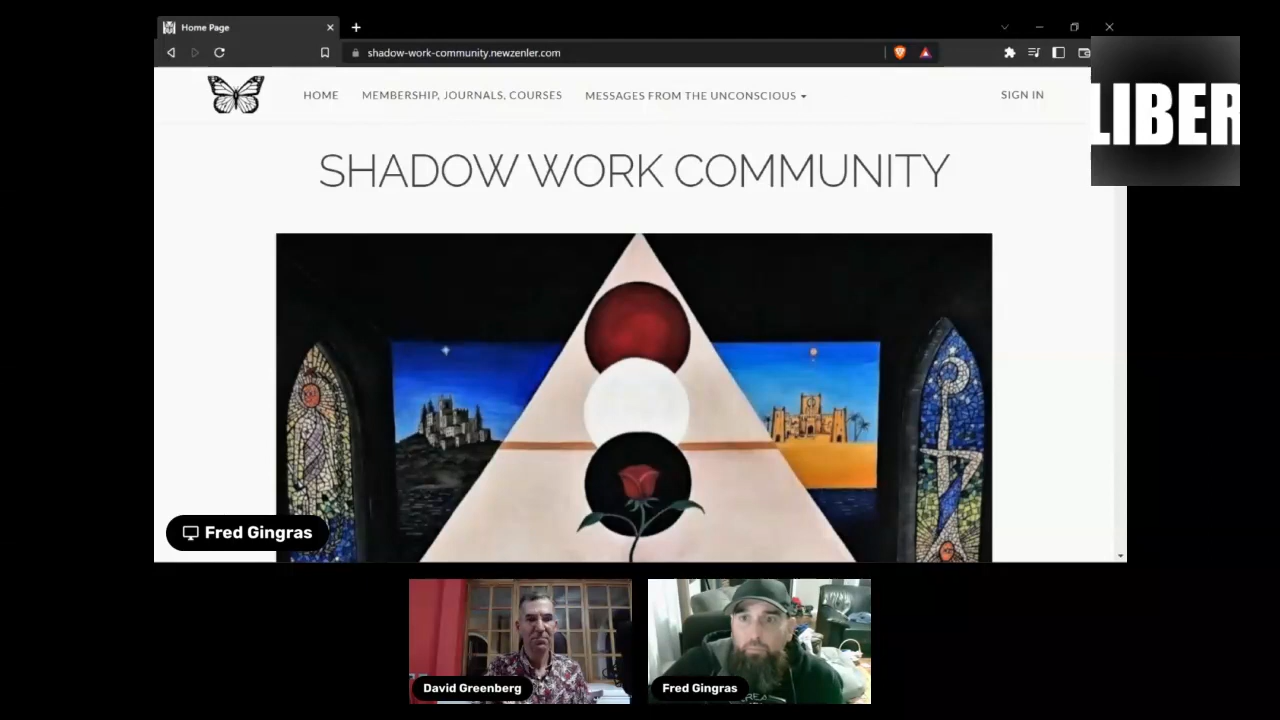 Home Page
shadow-work-community.newzenler.com
HOME
MEMBERSHIP, JOURNALS, COURSES
MESSAGES FROM THE UNCONSCIOUS
SIGN IN
LIBER
SHADOW WORK COMMUNITY
Fred Gingras
David Greenberg
Fred Gingras